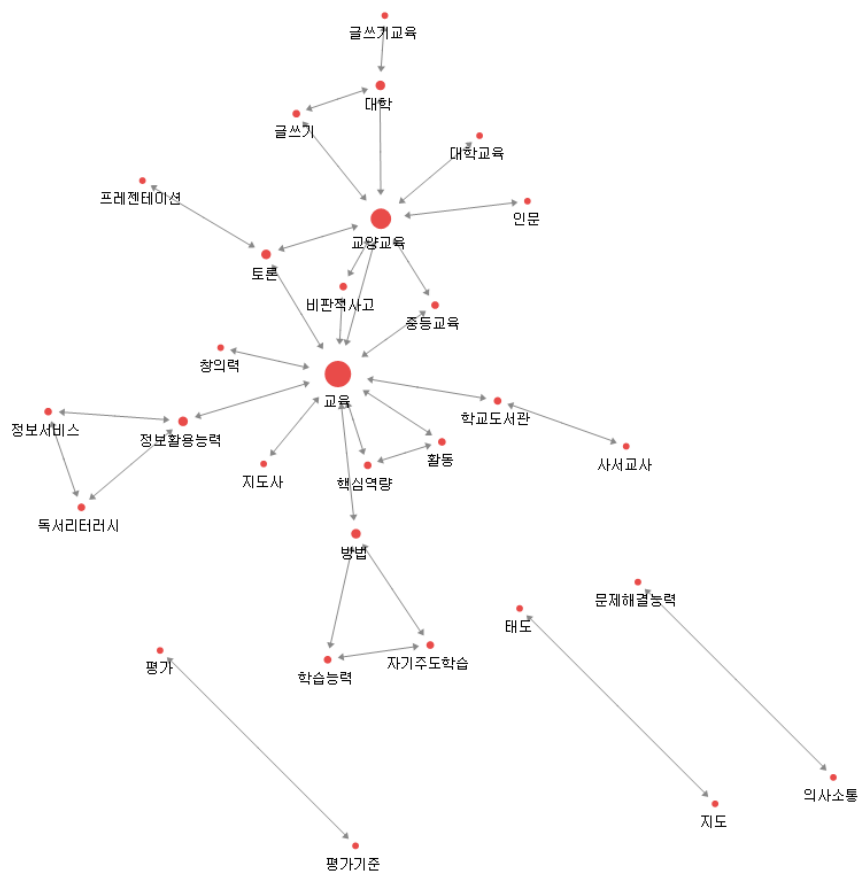 글쓰기교육
대학
글쓰기
대학교육
프레젠테이션
인문
교양교육
토론
비판적사고
중등교육
창의력
교육
학교도서관
정보서비스
정보활용능력
활동
사서교사
지도사
핵심역량
독서리터러시
방법
문제해결능력
태도
자기주도학습
평가
학습능력
의사소통
지도
평가기준